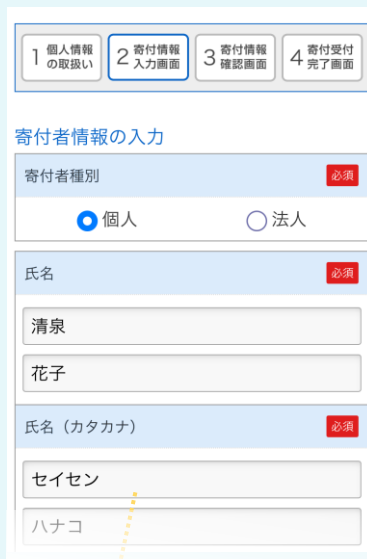 1 個人情報
の取扱い
2 寄付情報
入力画面
3 寄付情報
確認画面
4 寄付受付
完了画面
寄付者情報の入力
寄付者種別 必須
個人 法人
氏名 必須
清泉
花子
氏名（カタカナ） 必須
セイセン
ハナコ